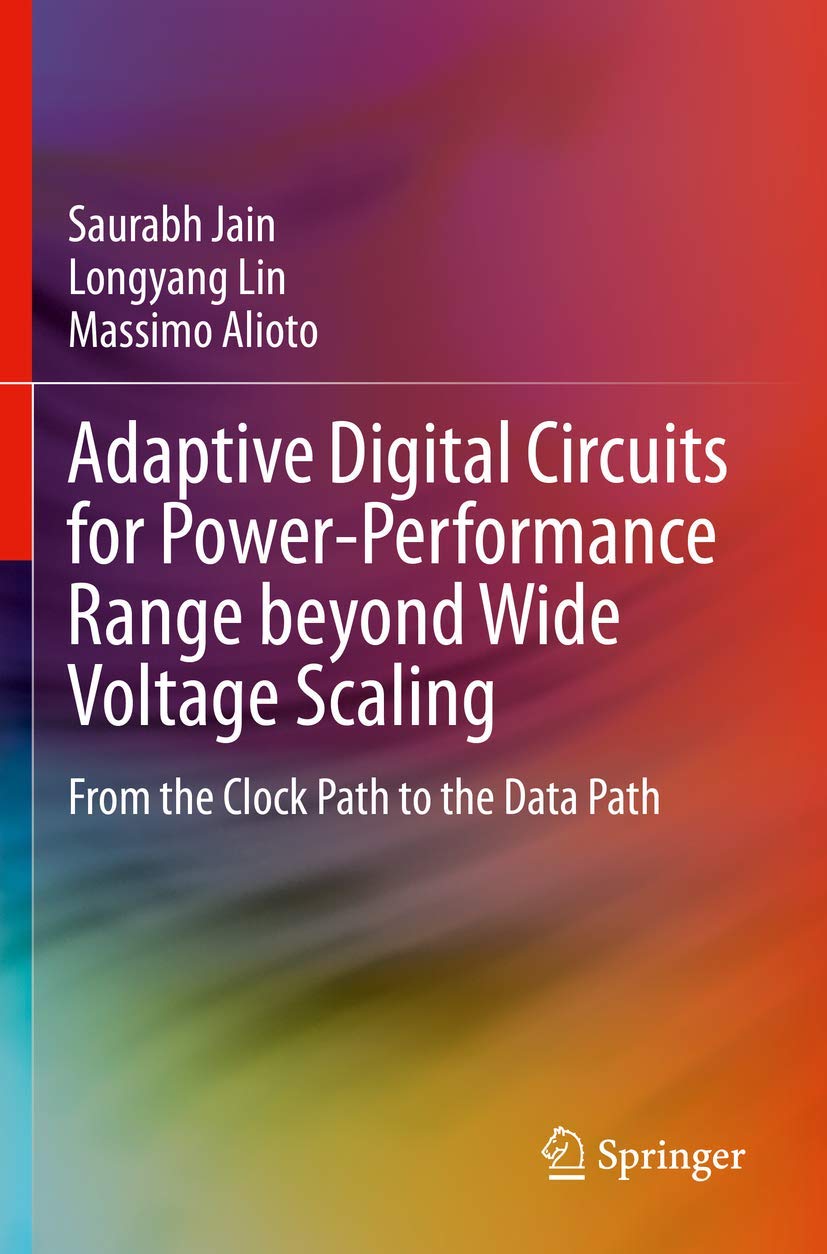 Saurabh Jain
Longyang Lin
Massimo Alioto
Adaptive Digital Circuits
for Power-Performance
Range beyond Wide
Voltage Scaling
From the Clock Path to the Data Path
Springer